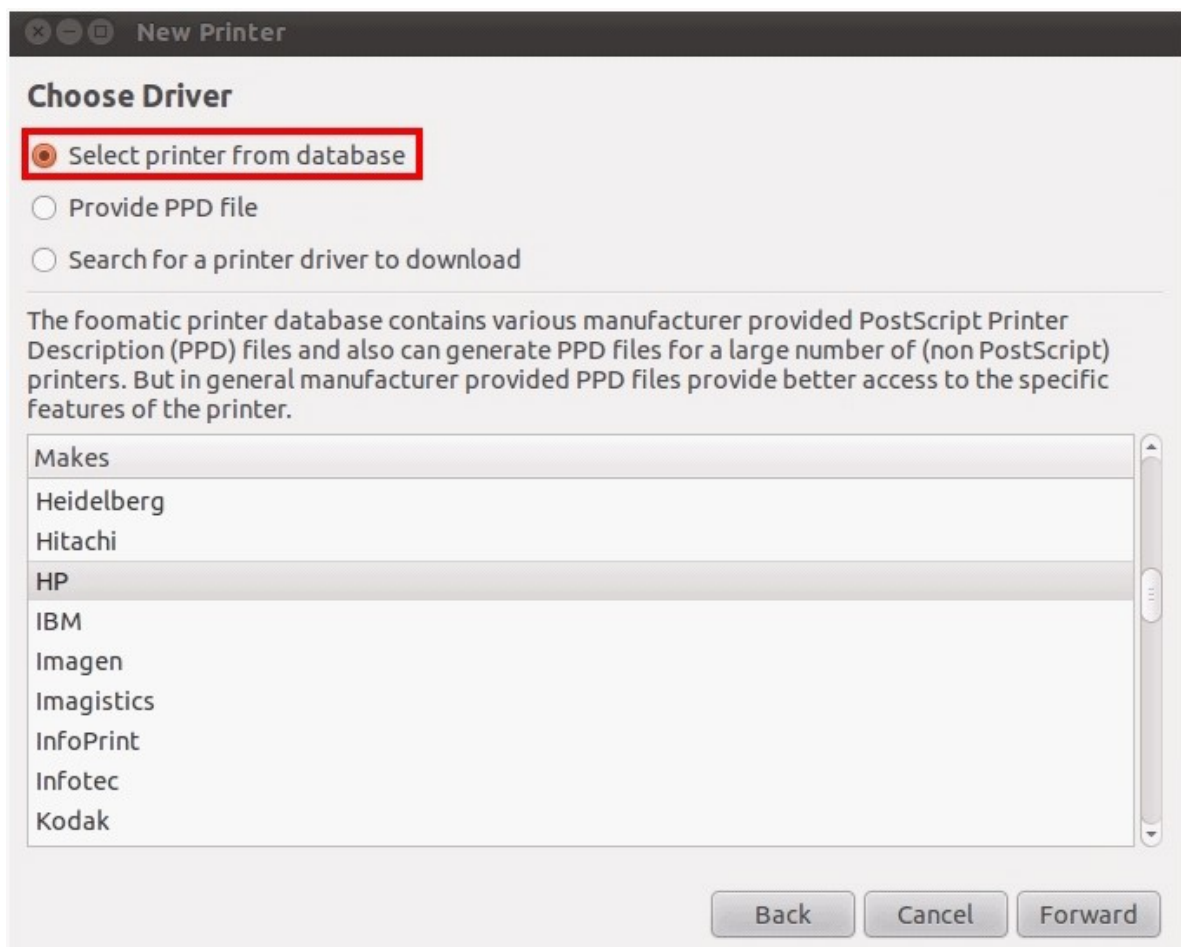 New Printer
Choose Driver
Select printer from database
Provide PPD file
Search for a printer driver to download
The foomatic printer database contains various manufacturer provided PostScript Printer
Description (PPD) files and also can generate PPD files for a large number of (non PostScript)
printers. But in general manufacturer provided PPD files provide better access to the specific
features of the printer.
Makes
Heidelberg
Hitachi
HP
IBM
Imagen
Imagistics
InfoPrint
Infotec
Kodak
Back Cancel Forward